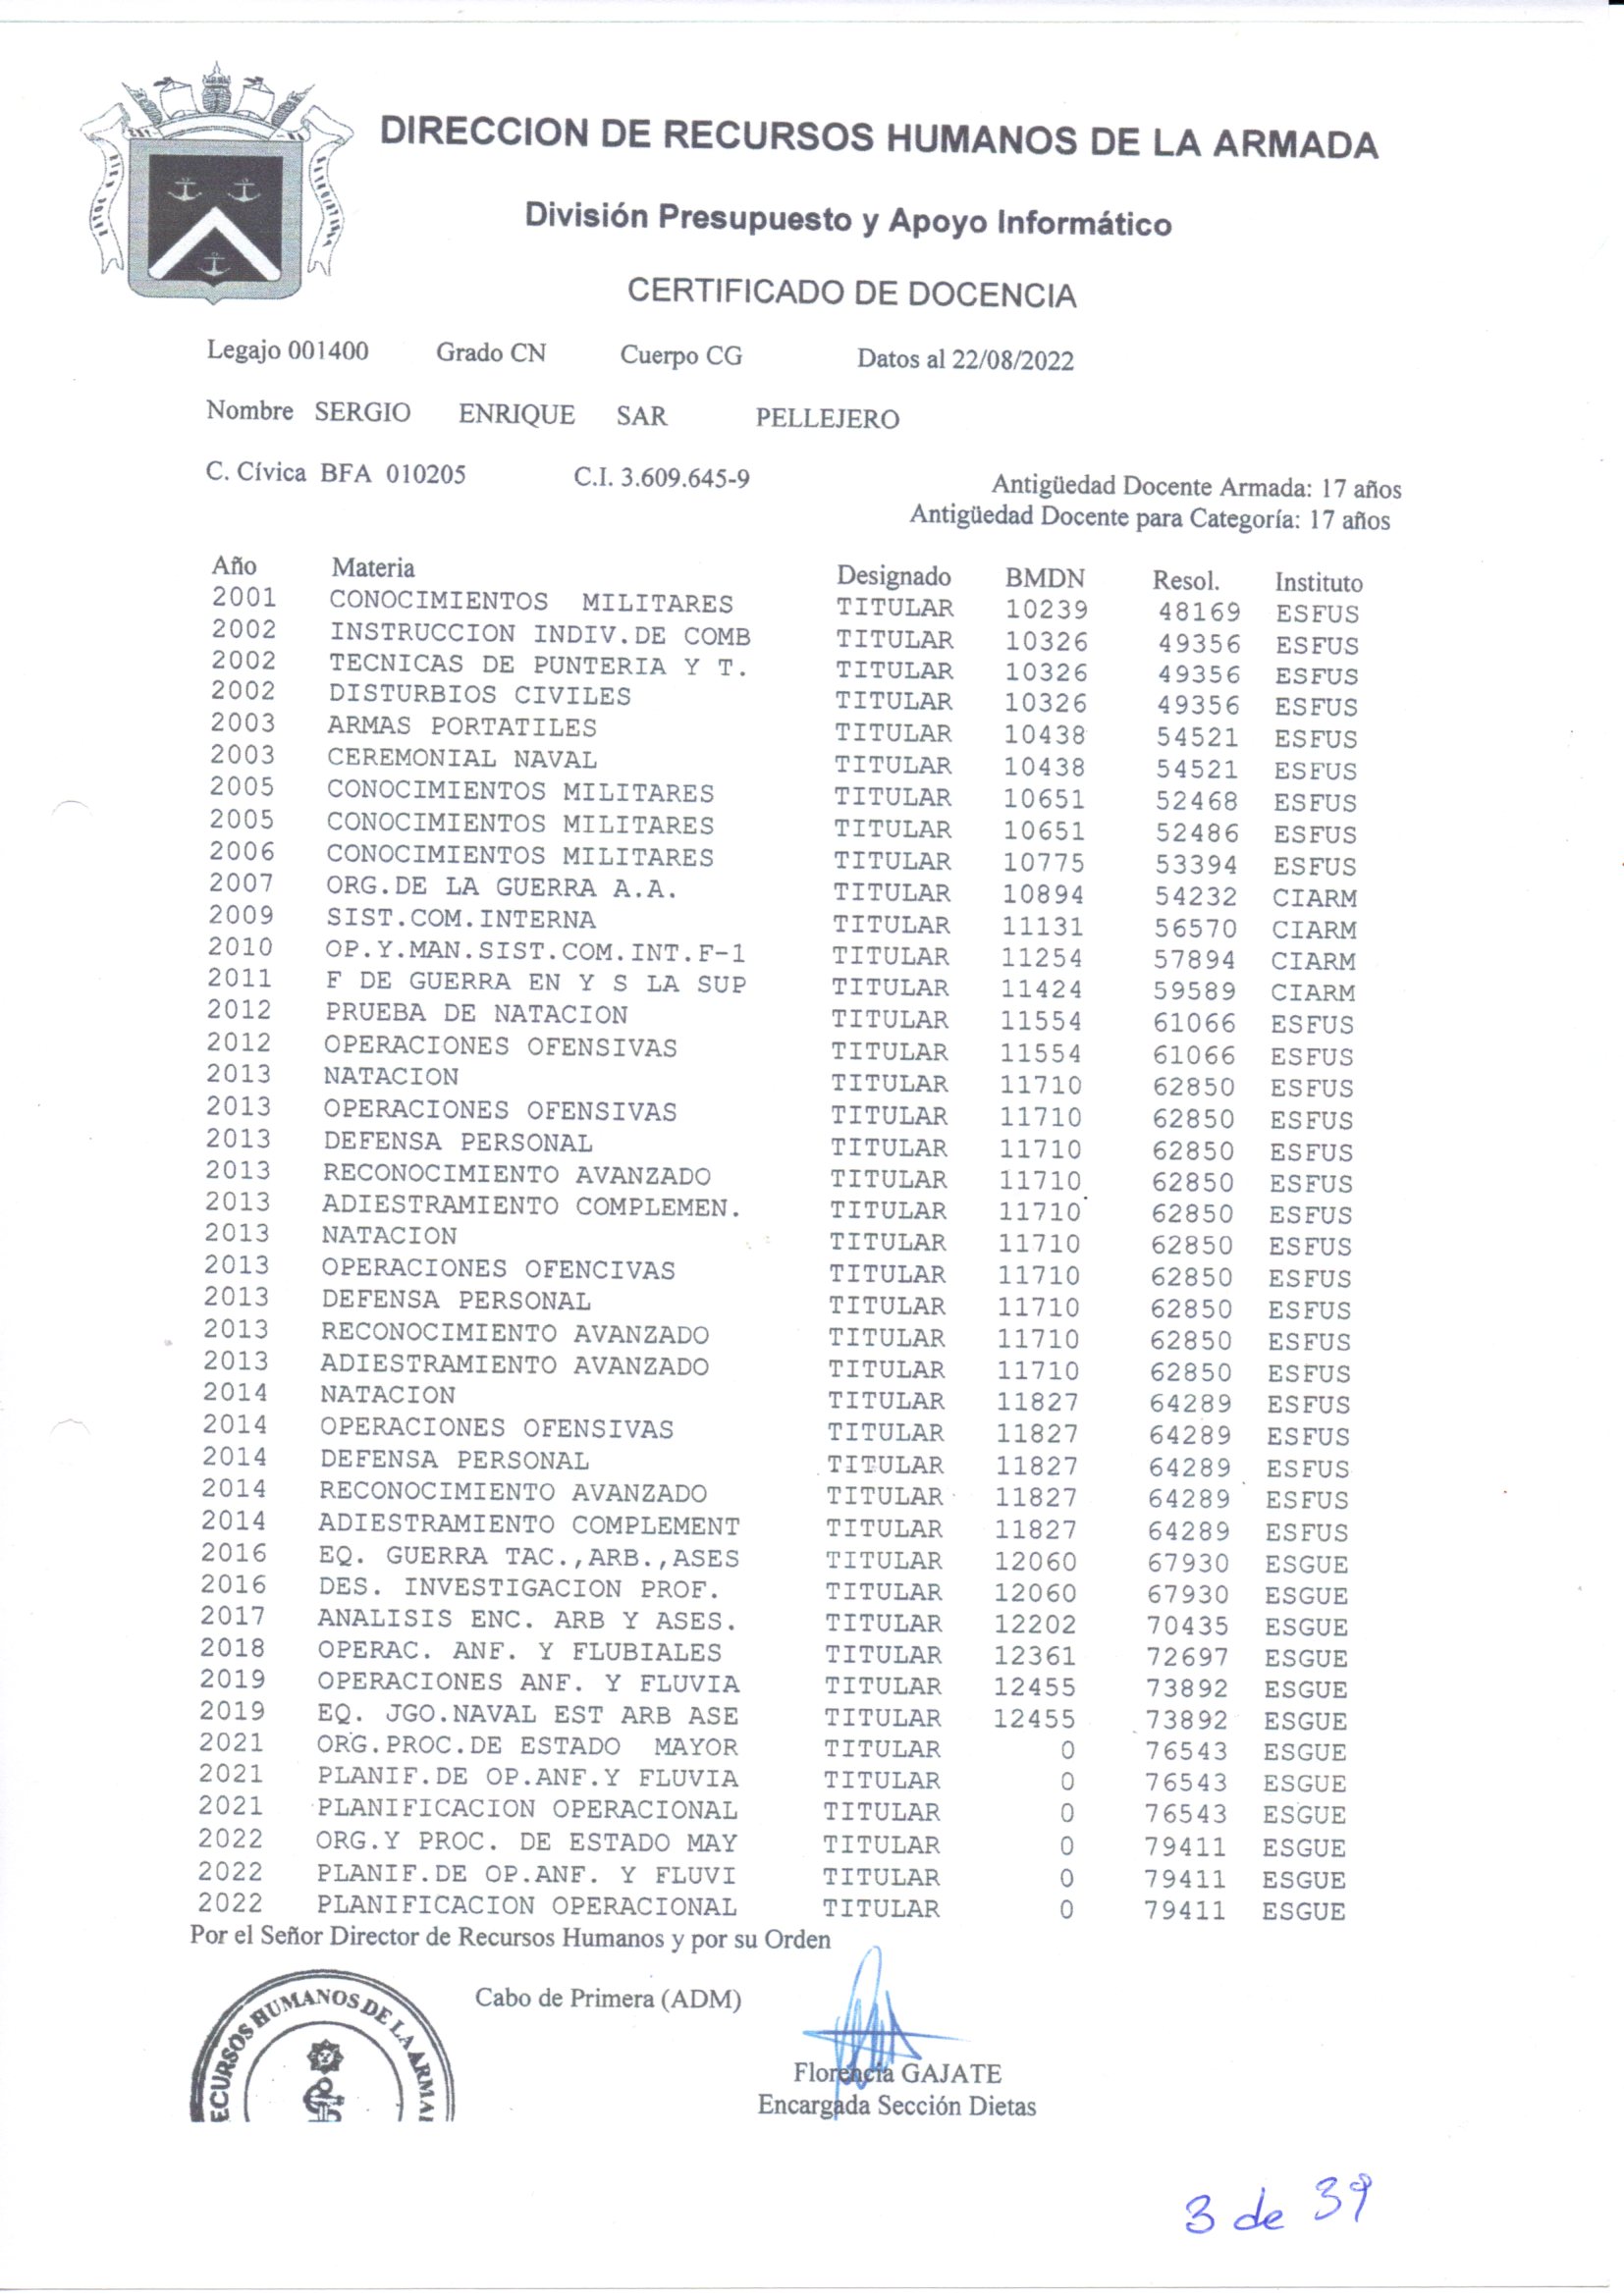 DIRECCION DE RECURSOS HUMANOS DE LA ARMADA
División Presupuesto y Apoyo Informático
CERTIFICADO DE DOCENCIA
Legajo 001400 Grado CN Cuerpo CG Datos al 22/08/2022
Nombre SERGIO ENRIQUE SAR PELLEJERO
C. Cívica BFA 010205 C.I. 3.609.645-9
Antigüedad Docente Armada: 17 años
Antigüedad Docente para Categoría: 17 años
Año Materia Designado BMDN Resol. Instituto
2001 CONOCIMIENTOS MILITARES TITULAR 10239 48169 ESFUS
2002 INSTRUCCION INDIV.DE COMB TITULAR 10326 49356 ESFUS
2002 TECNICAS DE PUNTERIA Y T. TITULAR 10326 49356 ESFUS
2002 DISTURBIOS CIVILES TITULAR 10326 49356 ESFUS
2003 ARMAS PORTATILES TITULAR 10438 54521 ESFUS
2003 CEREMONIAL NAVAL TITULAR 10438 54521 ESFUS
2005 CONOCIMIENTOS MILITARES TITULAR 10651 52468 ESFUS
2005 CONOCIMIENTOS MILITARES TITULAR 10651 52486 ESFUS
2006 CONOCIMIENTOS MILITARES TITULAR 10775 53394 ESFUS
2007 ORG.DE LA GUERRA A.A. TITULAR 10894 54232 CIARM
2009 SIST.COM.INTERNA TITULAR 11131 56570 CIARM
2010 OP.Y.MAN.SIST.COM.INT.F-1 TITULAR 11254 57894 CIARM
2011 F DE GUERRA EN Y S LA SUP TITULAR 11424 59589 CIARM
2012 PRUEBA DE NATACION TITULAR 11554 61066 ESFUS
2012 OPERACIONES OFENSIVAS TITULAR 11554 61066 ESFUS
2013 NATACION TITULAR 11710 62850 ESFUS
2013 OPERACIONES OFENSIVAS TITULAR 11710 62850 ESFUS
2013 DEFENSA PERSONAL TITULAR 11710 62850 ESFUS
2013 RECONOCIMIENTO AVANZADO TITULAR 11710 62850 ESFUS
2013 ADIESTRAMIENTO COMPLEMEN. TITULAR 11710 62850 ESFUS
2013 NATACION TITULAR 11710 62850 ESFUS
2013 OPERACIONES OFENCIVAS TITULAR 11710 62850 ESFUS
2013 DEFENSA PERSONAL TITULAR 11710 62850 ESFUS
2013 RECONOCIMIENTO AVANZADO TITULAR 11710 62850 ESFUS
2013 ADIESTRAMIENTO AVANZADO TITULAR 11710 62850 ESFUS
2014 NATACION TITULAR 11827 64289 ESFUS
2014 OPERACIONES OFENSIVAS TITULAR 11827 64289 ESFUS
2014 DEFENSA PERSONAL TITULAR 11827 64289 ESFUS
2014 RECONOCIMIENTO AVANZADO TITULAR 11827 64289 ESFUS
2014 ADIESTRAMIENTO COMPLEMENT TITULAR 11827 64289 ESFUS
2016 EQ. GUERRA TAC.,ARB.,ASES TITULAR 12060 67930 ESGUE
2016 DES. INVESTIGACION PROF. TITULAR 12060 67930 ESGUE
2017 ANALISIS ENC. ARB Y ASES. TITULAR 12202 70435 ESGUE
2018 OPERAC. ANF. Y FLUBIALES TITULAR 12361 72697 ESGUE
2019 OPERACIONES ANF. Y FLUVIA TITULAR 12455 73892 ESGUE
2019 EQ. JGO.NAVAL EST ARB ASE TITULAR 12455 73892 ESGUE
2021 ORG.PROC.DE ESTADO MAYOR TITULAR 0 76543 ESGUE
2021 PLANIF.DE OP.ANF.Y FLUVIA TITULAR 0 76543 ESGUE
2021 PLANIFICACION OPERACIONAL TITULAR 0 76543 ESGUE
2022 ORG.Y PROC. DE ESTADO MAY TITULAR 0 79411 ESGUE
2022 PLANIF.DE OP.ANF. Y FLUVI TITULAR 0 79411 ESGUE
2022 PLANIFICACION OPERACIONAL TITULAR 0 79411 ESGUE
Por el Señor Director de Recursos Humanos y por su Orden
Cabo de Primera (ADM)
ECURSOS HUMANOS DE LA ARMA
Florencia GAJATE
Encargada Sección Dietas
3 de 39